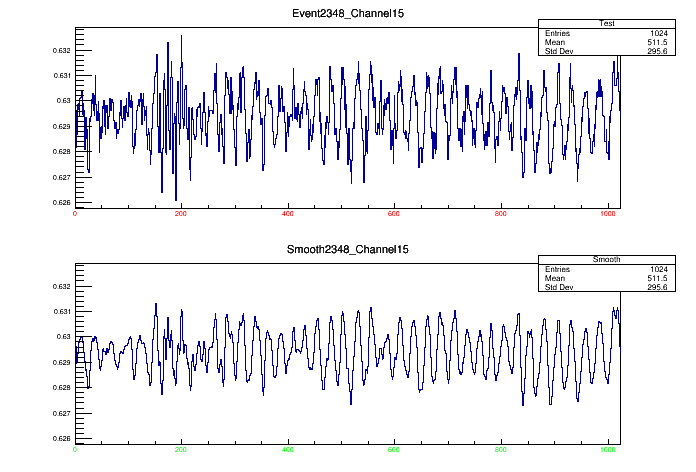 Event2348_Channel15
Test
Entries 1024
Mean 511.5
Std Dev 295.6
0.632
0.631
0.63
0.629
0.628
0.627
0.626
0 200 400 600 800 1000
Smooth2348_Channel15
Smooth
Entries 1024
Mean 511.5
Std Dev 295.6
0.632
0.631
0.63
0.629
0.628
0.627
0.626
0 200 400 600 800 1000